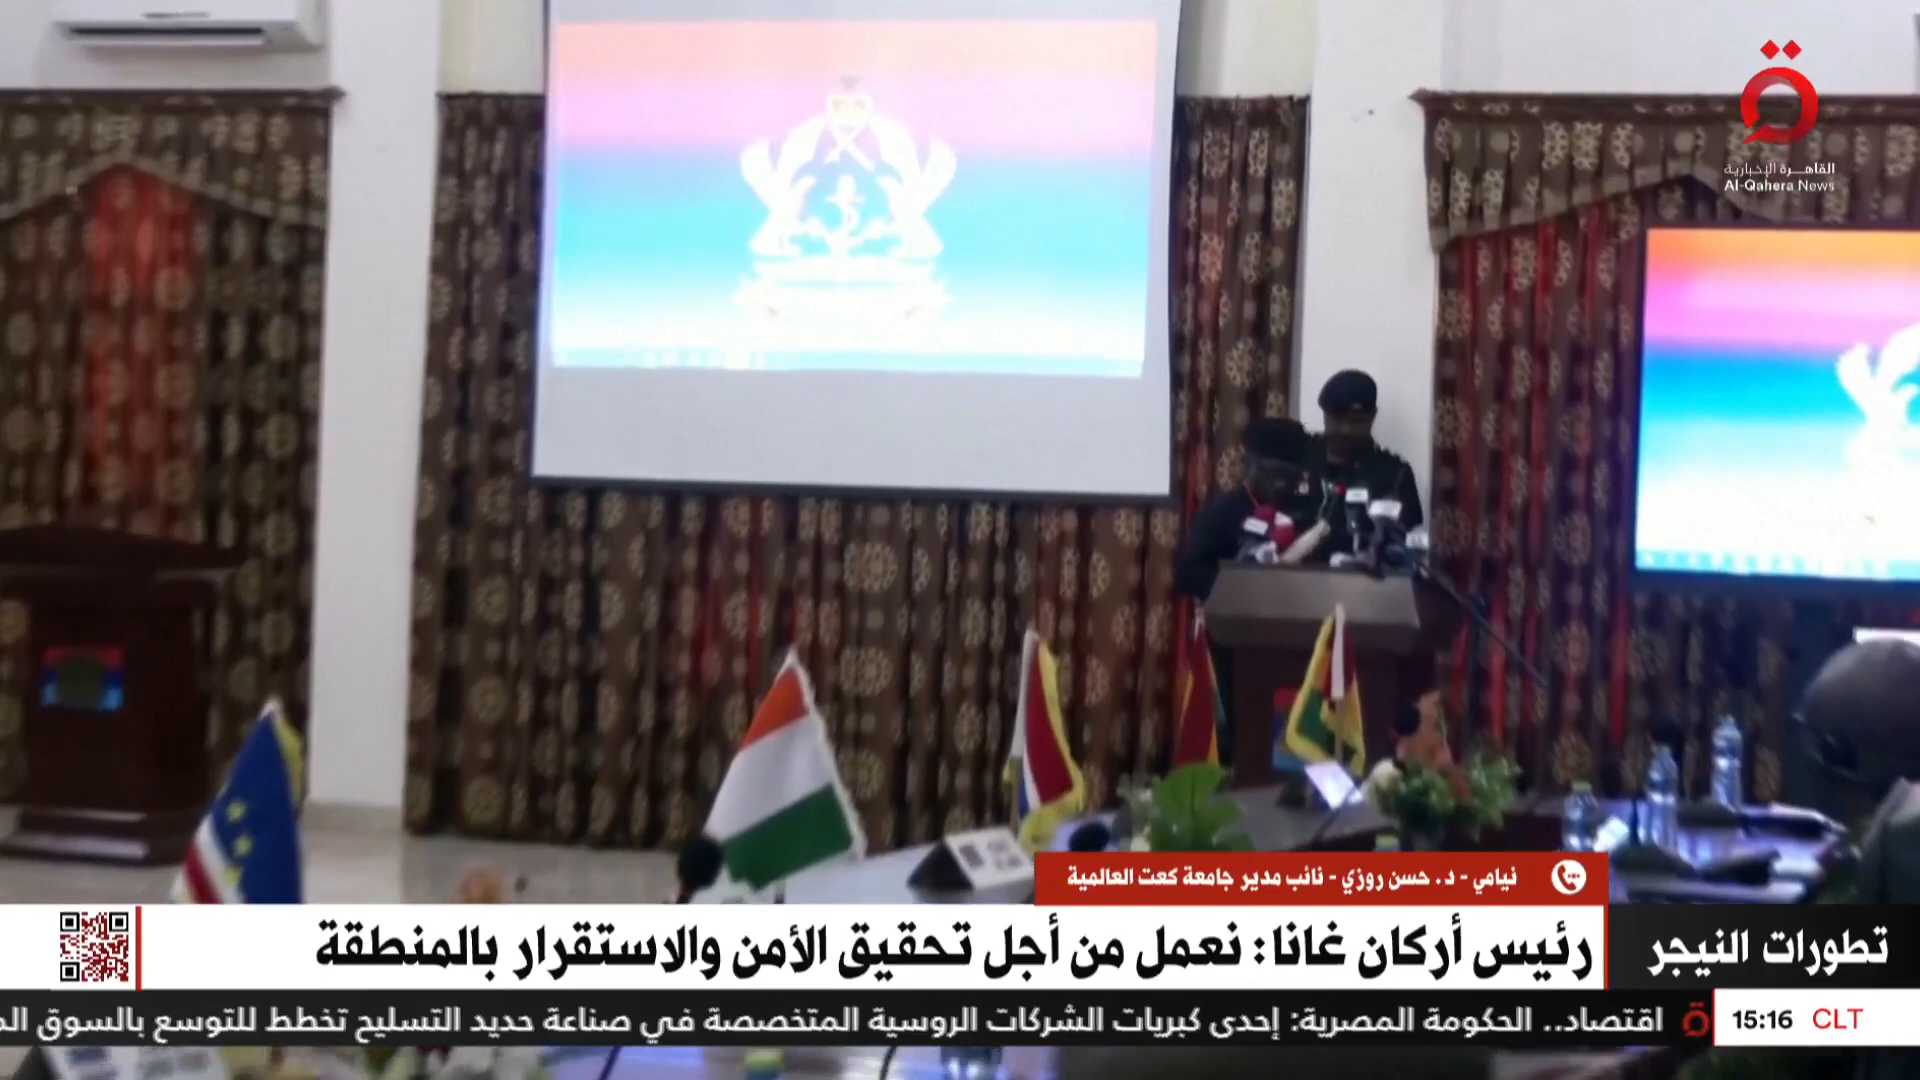 القاهرة الإخبارية
Al-Qahera News
نيامي - د. حسن روزي - نائب مدير جامعة كعت العالمية
تطورات النيجر
رئيس أركان غانا: نعمل من أجل تحقيق الأمن والاستقرار بالمنطقة
15:16 CLT
اقتصاد.. الحكومة المصرية: إحدى كبريات الشركات الروسية المتخصصة في صناعة حديد التسليح تخطط للتوسع بالسوق